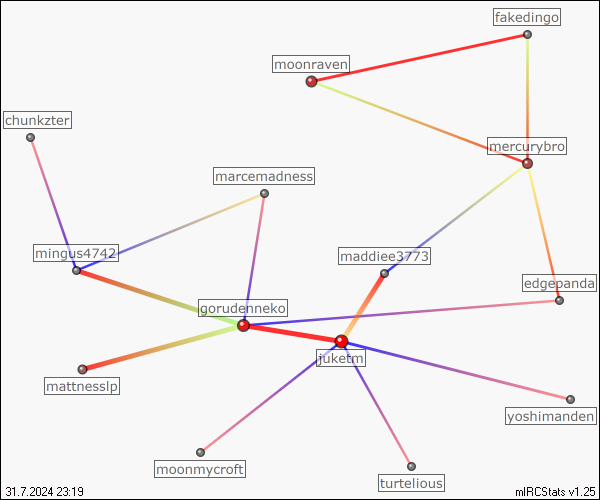 fakedingo
moonraven
chunkzter
mercurybro
marcemadness
mingus4742
maddiee3773
edgepanda
gorudenneko
juketm
mattnesslp
yoshimanden
moonmycroft
turtelious
31.7.2024 23:19
mIRCStats v1.25